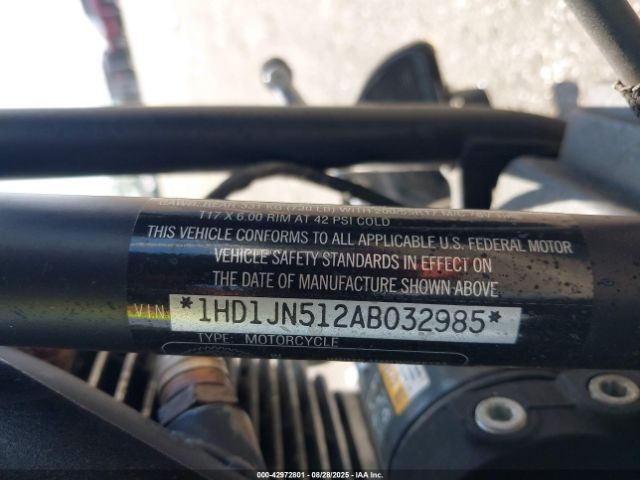 T17 X 6.00 RIM AT 42 PSI COLD
THIS VEHICLE CONFORMS TO ALL APPLICABLE U.S. FEDERAL MOTOR
VEHICLE SAFETY STANDARDS IN EFFECT ON
THE DATE OF MANUFACTURE SHOWN ABOVE
VIN: *1HD1JN512AB032985*
TYPE: MOTORCYCLE
000-42972801 - 08/28/2025 - IAA Inc.